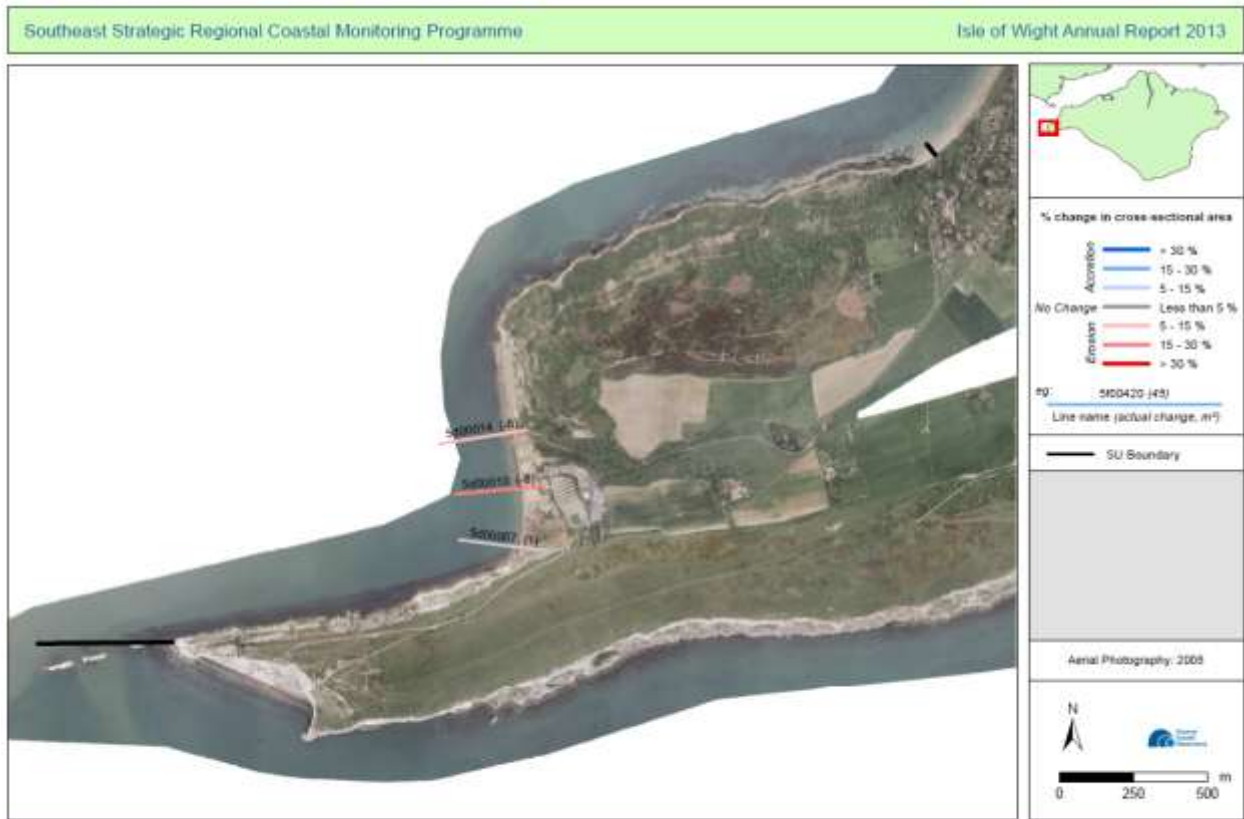 Southeast Strategic Regional Coastal Monitoring Programme
Isle of Wight Annual Report 2013
% change in cross-sectional area
Accretion
> 30 %
15 - 30 %
5 - 15 %
No Change
Less than 5 %
Erosion
5 - 15 %
15 - 30 %
> 30 %
eg:
5f00420 (45)
Line name (actual change, m²)
SU Boundary
Aerial Photography:
N
m
0 250 500